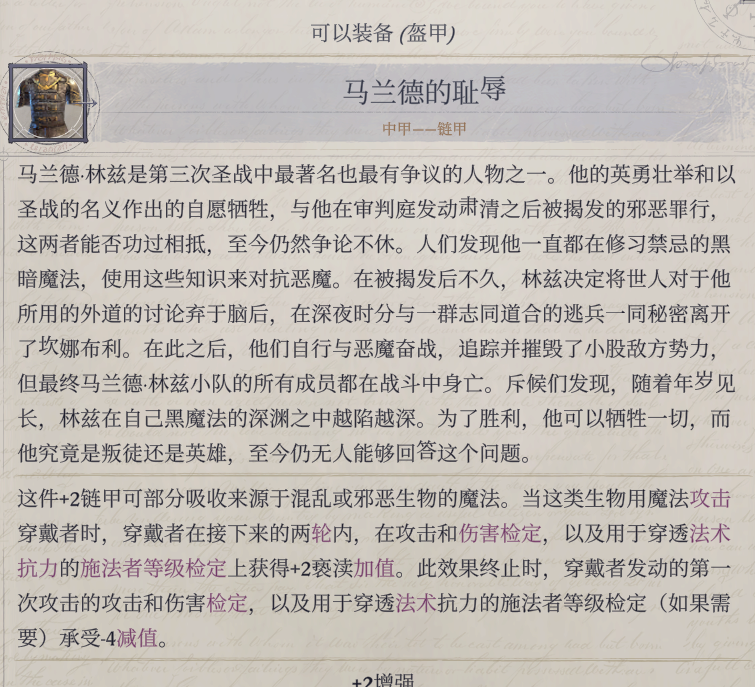 可以装备 (盔甲)
马兰德的耻辱
中甲——链甲
马兰德·林兹是第三次圣战中最著名也最有争议的人物之一。他的英勇壮举和以
圣战的名义作出的自愿牺牲，与他在审判庭发动肃清之后被揭发的邪恶罪行，
这两者能否功过相抵，至今仍然争论不休。人们发现他一直都在修习禁忌的黑
暗魔法，使用这些知识来对抗恶魔。在被揭发后不久，林兹决定将世人对于他
所用的外道的讨论弃于脑后，在深夜时分与一群志同道合的逃兵一同秘密离开
了坎娜布利。在此之后，他们自行与恶魔奋战，追踪并摧毁了小股敌方势力，
但最终马兰德·林兹小队的所有成员都在战斗中身亡。斥候们发现，随着年岁见
长，林兹在自己黑魔法的深渊之中越陷越深。为了胜利，他可以牺牲一切，而
他究竟是叛徒还是英雄，至今仍无人能够回答这个问题。
这件+2链甲可部分吸收来源于混乱或邪恶生物的魔法。当这类生物用魔法攻击
穿戴者时，穿戴者在接下来的两轮内，在攻击和伤害检定，以及用于穿透法术
抗力的施法者等级检定上获得+2亵渎加值。此效果终止时，穿戴者发动的第一
次攻击的攻击和伤害检定，以及用于穿透法术抗力的施法者等级检定（如果需
要）承受-4减值。
+2增强